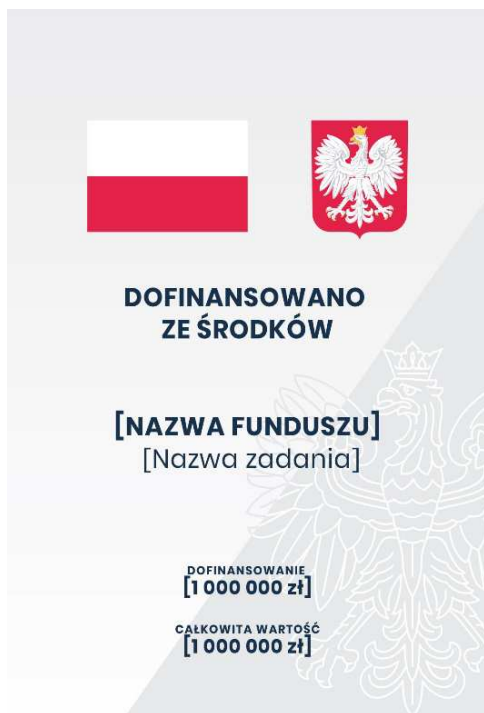 DOFINANSOWANO
ZE ŚRODKÓW
[NAZWA FUNDUSZU]
[Nazwa zadania]
DOFINANSOWANIE
[1 000 000 zł]
CAŁKOWITA WARTOŚĆ
[1 000 000 zł]